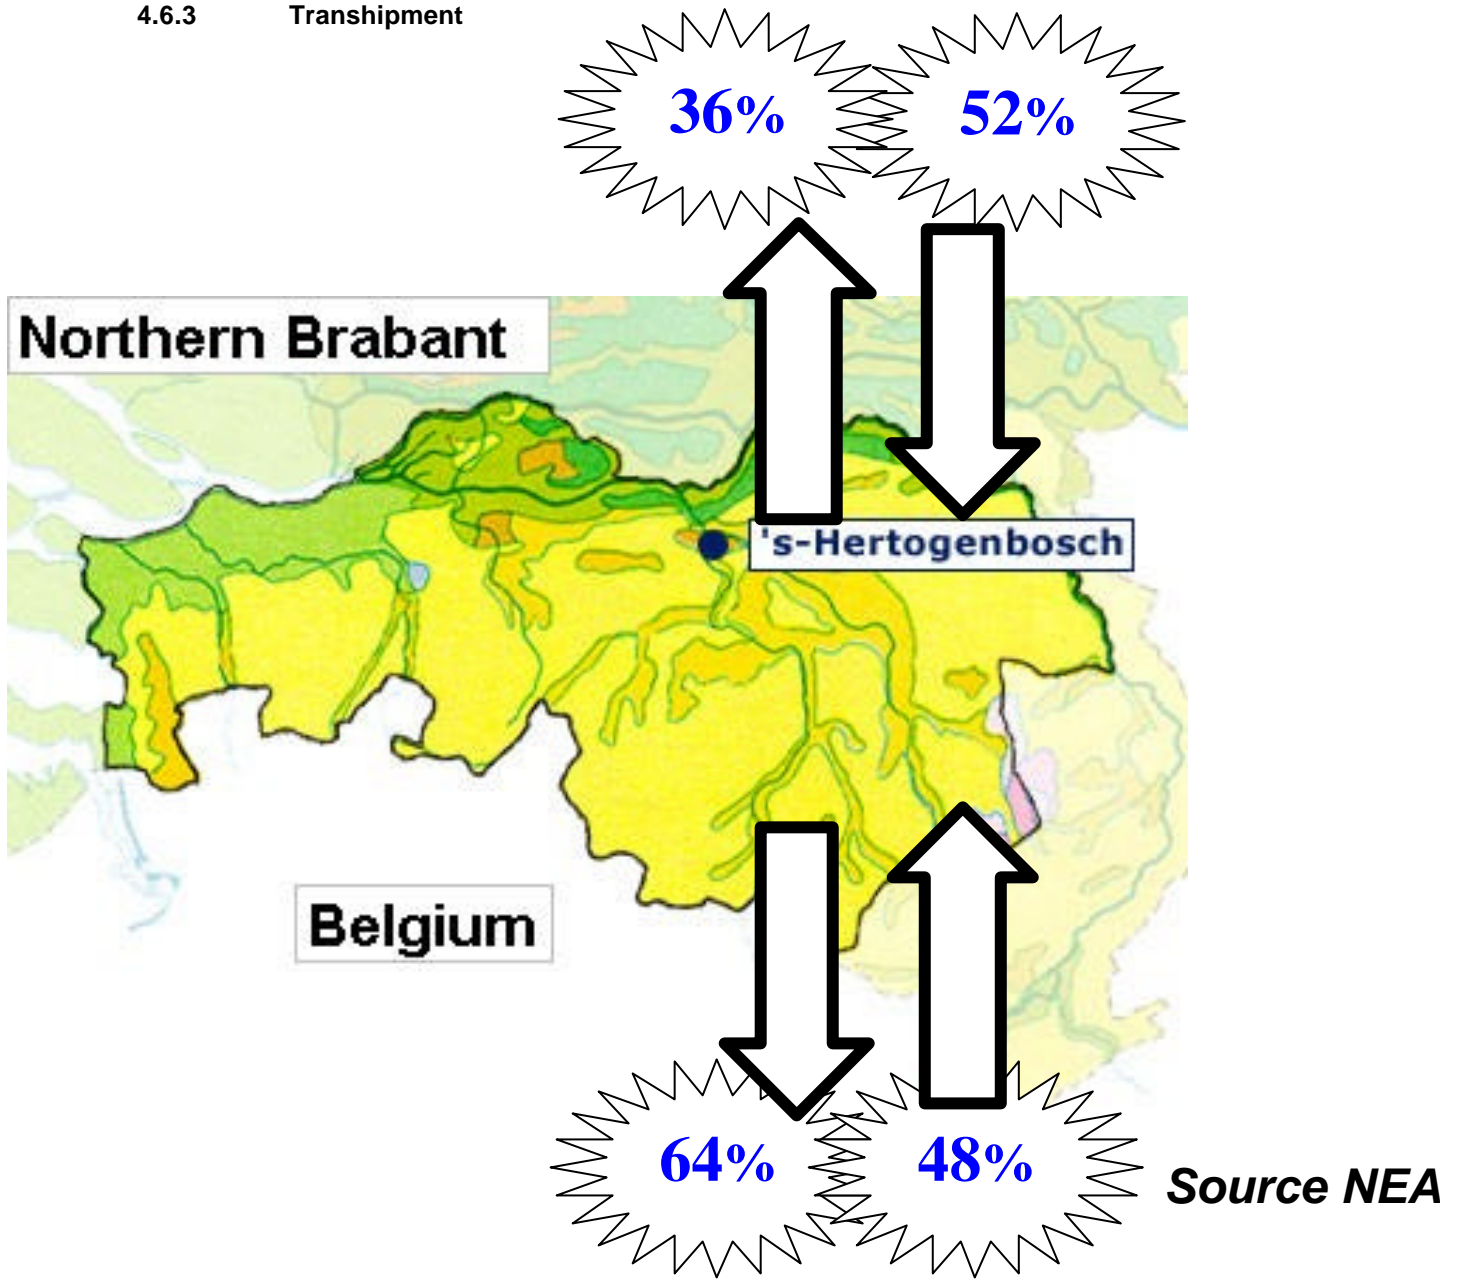 4.6.3 Transhipment
36% 52%
Northern Brabant
's-Hertogenbosch
Belgium
64% 48%
Source NEA